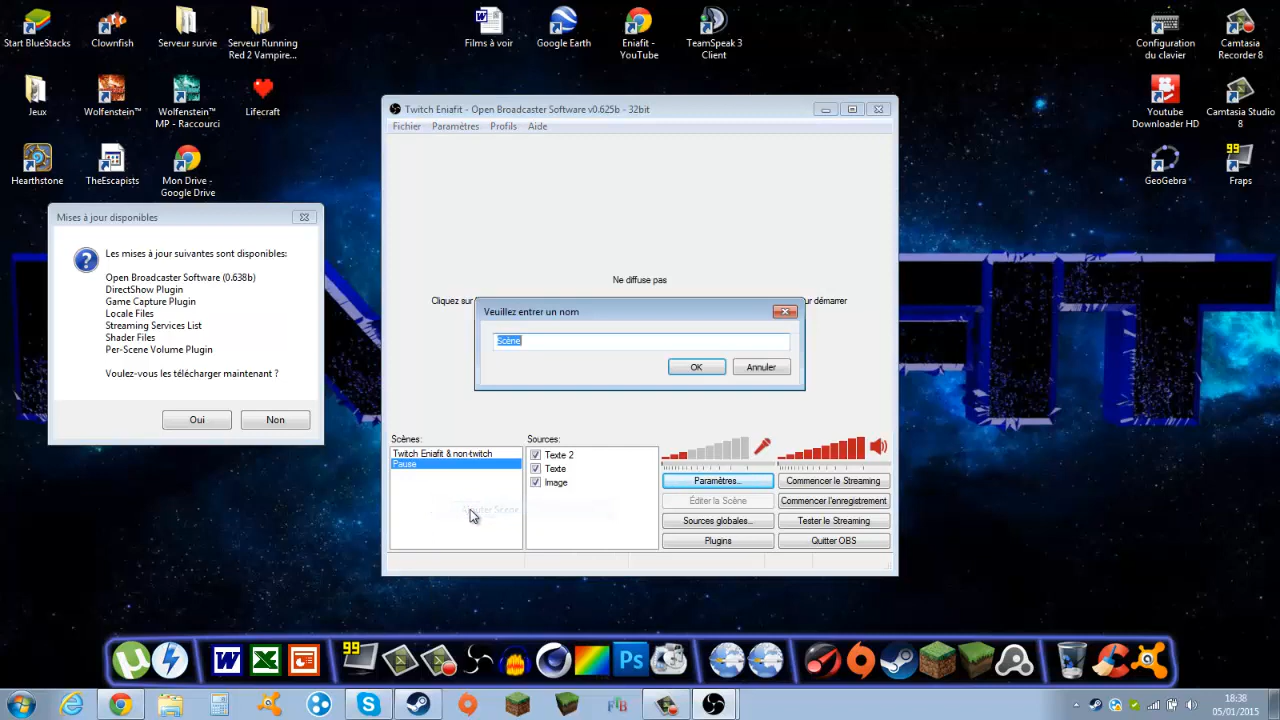 Start BlueStacks
Clownfish
Serveur survie
Serveur Running
Red 2 Vampire...
Films à voir
Google Earth
Eniafit -
YouTube
TeamSpeak 3
Client
Configuration
du clavier
Camtasia
Recorder 8
Jeux
Wolfenstein™
Wolfenstein™
MP - Raccourci
Lifecraft
Youtube
Downloader HD
Camtasia Studio
8
Hearthstone
TheEscapists
Mon Drive -
Google Drive
GeoGebra
99
Fraps
Twitch Eniafit - Open Broadcaster Software v0.625b - 32bit
Fichier Paramètres Profils Aide
Ne diffuse pas
Cliquez sur
ur démarrer
Veuillez entrer un nom
Scène
OK Annuler
Mises à jour disponibles
Les mises à jour suivantes sont disponibles:
Open Broadcaster Software (0.638b)
DirectShow Plugin
Game Capture Plugin
Locale Files
Streaming Services List
Shader Files
Per-Scene Volume Plugin
Voulez-vous les télécharger maintenant ?
Oui Non
Scènes:
Twitch Eniafit & non-twitch
Pause
Ajouter Scène
Sources:
Texte 2
Texte
Image
Paramètres...
Commencer le Streaming
Éditer la Scène
Commencer l'enregistrement
Sources globales...
Tester le Streaming
Plugins
Quitter OBS
99
Ps
18:38
05/01/2015